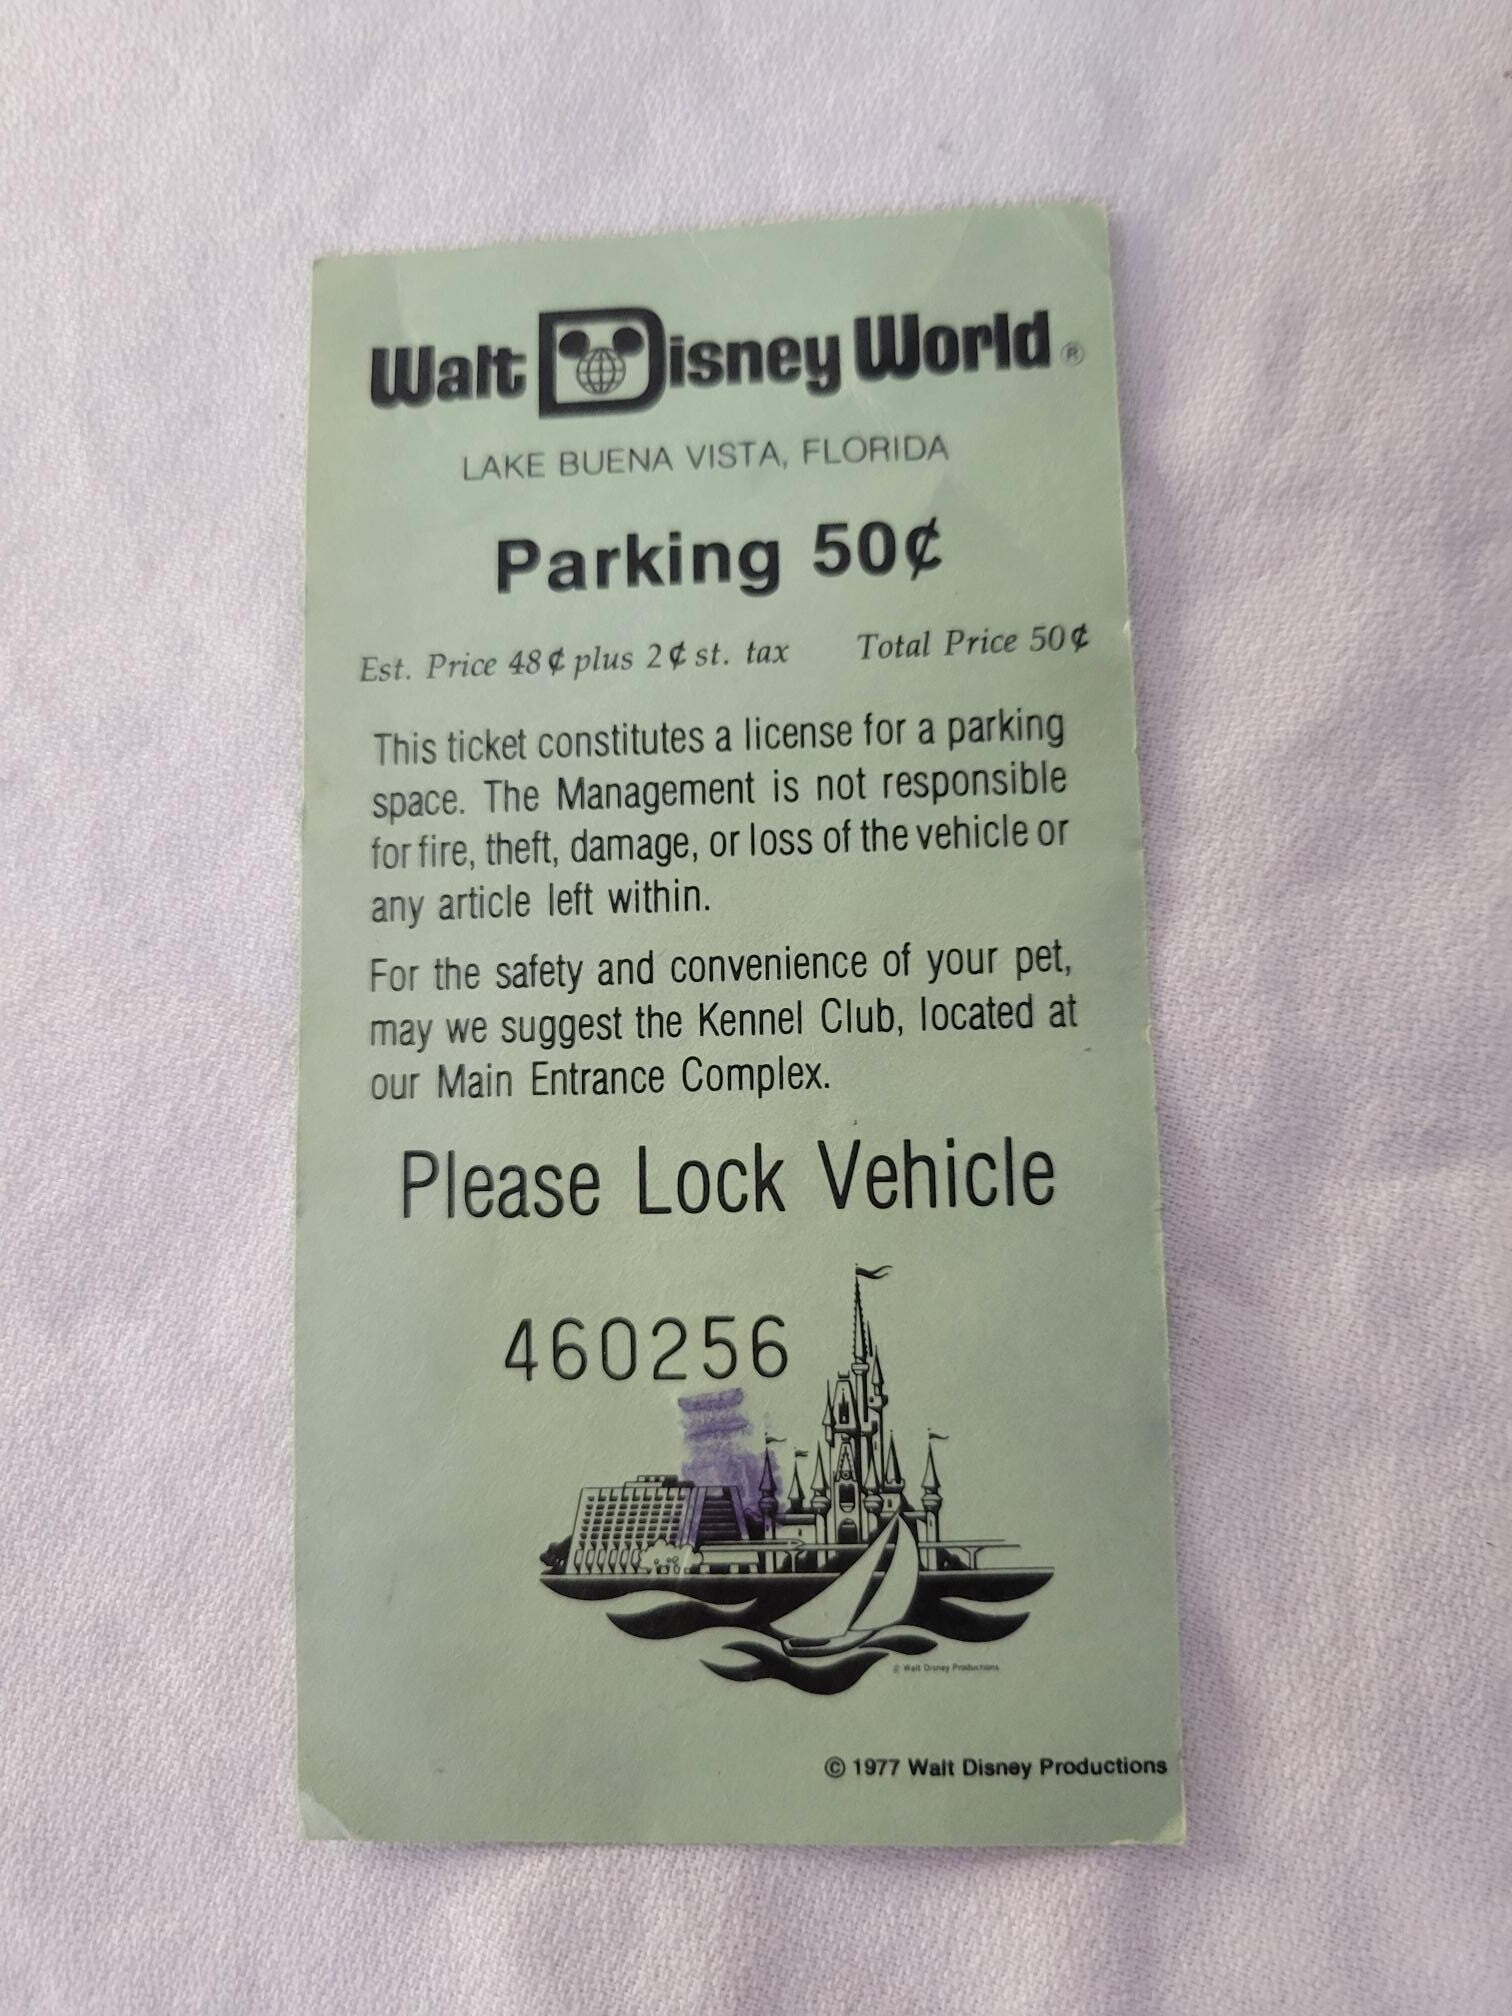 Walt Disney World ®
LAKE BUENA VISTA, FLORIDA
Parking 50¢
Est. Price 48¢ plus 2¢ st. tax Total Price 50¢
This ticket constitutes a license for a parking
space. The Management is not responsible
for fire, theft, damage, or loss of the vehicle or
any article left within.
For the safety and convenience of your pet,
may we suggest the Kennel Club, located at
our Main Entrance Complex.
Please Lock Vehicle
460256
© Walt Disney Productions
© 1977 Walt Disney Productions